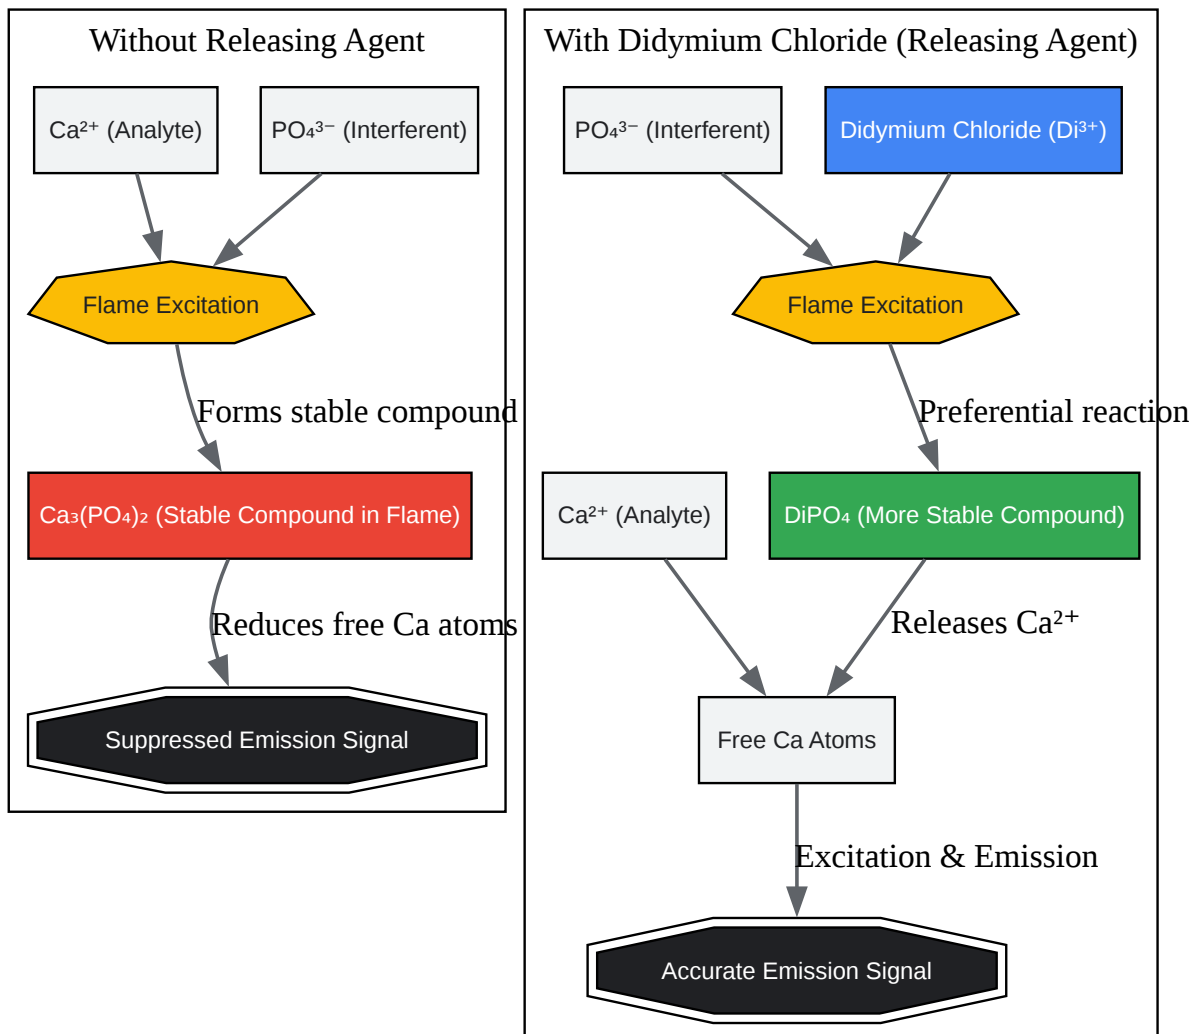 Without Releasing Agent
Ca²⁺ (Analyte)
PO₄³⁻ (Interferent)
Flame Excitation
Forms stable compound
Ca₃(PO₄)₂ (Stable Compound in Flame)
Reduces free Ca atoms
Suppressed Emission Signal
With Didymium Chloride (Releasing Agent)
PO₄³⁻ (Interferent)
Didymium Chloride (Di³⁺)
Flame Excitation
Preferential reaction
Ca²⁺ (Analyte)
DiPO₄ (More Stable Compound)
Releases Ca²⁺
Free Ca Atoms
Excitation & Emission
Accurate Emission Signal